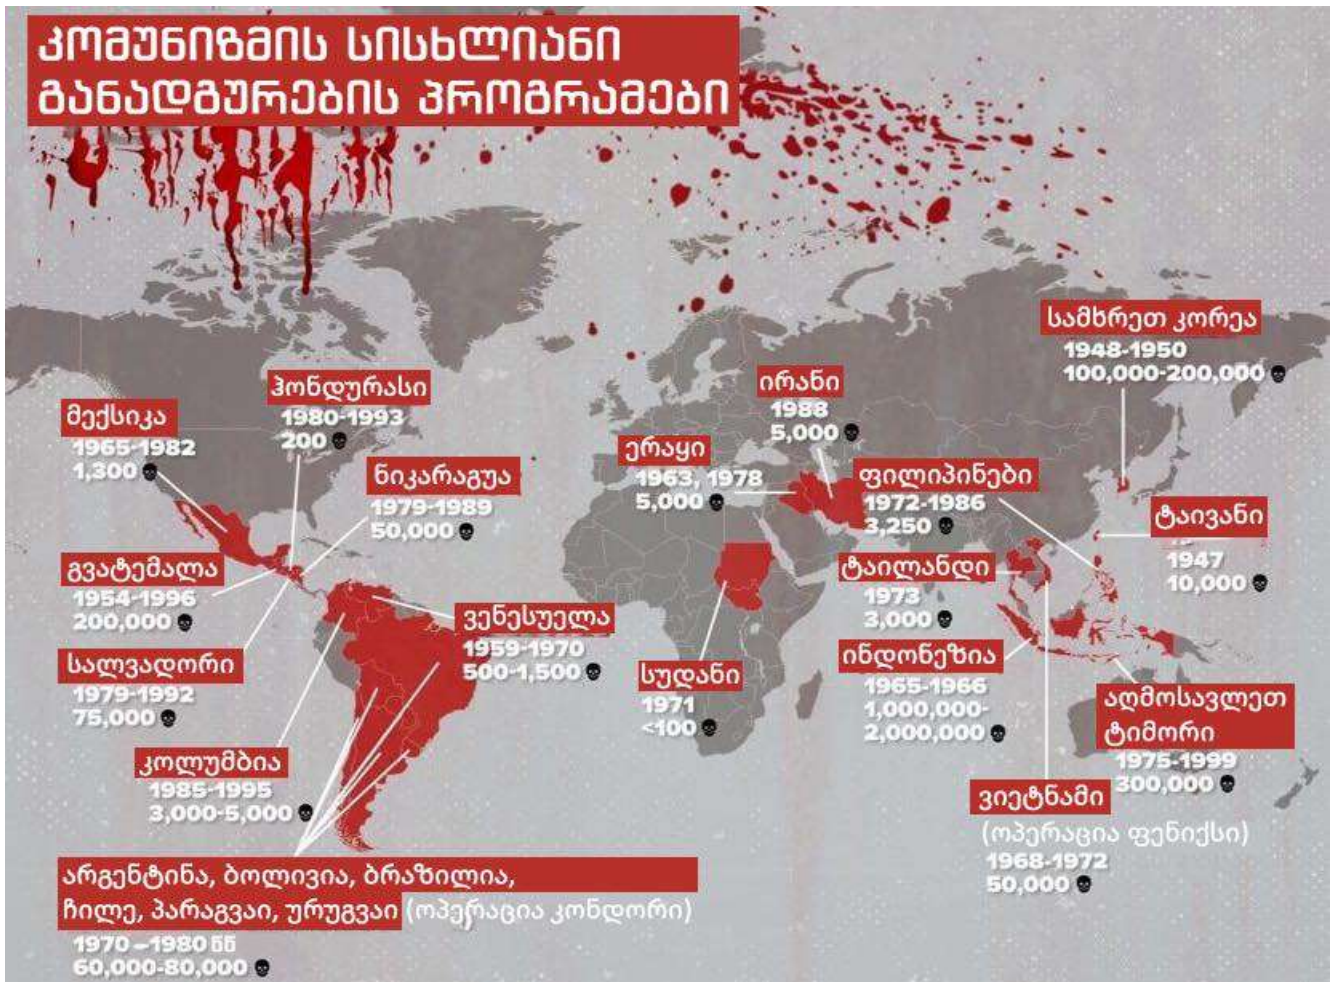 კომუნიზმის სისხლიანი
განადგურების პროგრამები
სამხრეთ კორეა
1948-1950
100,000-200,000
ჰონდურასი
1980-1993
200
ირანი
1988
5,000
მექსიკა
1965-1982
1,300
ერაყი
1963, 1978
5,000
ნიკარაგუა
1979-1989
50,000
ფილიპინები
1972-1986
3,250
ტაივანი
1947
10,000
გვატემალა
1954-1996
200,000
ტაილანდი
1973
3,000
ვენესუელა
1959-1970
500-1,500
სალვადორი
1979-1992
75,000
სუდანი
1971
<100
ინდონეზია
1965-1966
1,000,000-
2,000,000
აღმოსავლეთ
ტიმორი
1975-1999
300,000
კოლუმბია
1985-1995
3,000-5,000
ვიეტნამი
(ოპერაცია ფენიქსი)
1968-1972
50,000
არგენტინა, ბოლივია, ბრაზილია,
ჩილე, პარაგვაი, ურუგვაი (ოპერაცია კონდორი)
1970 –1980 წწ
60,000-80,000